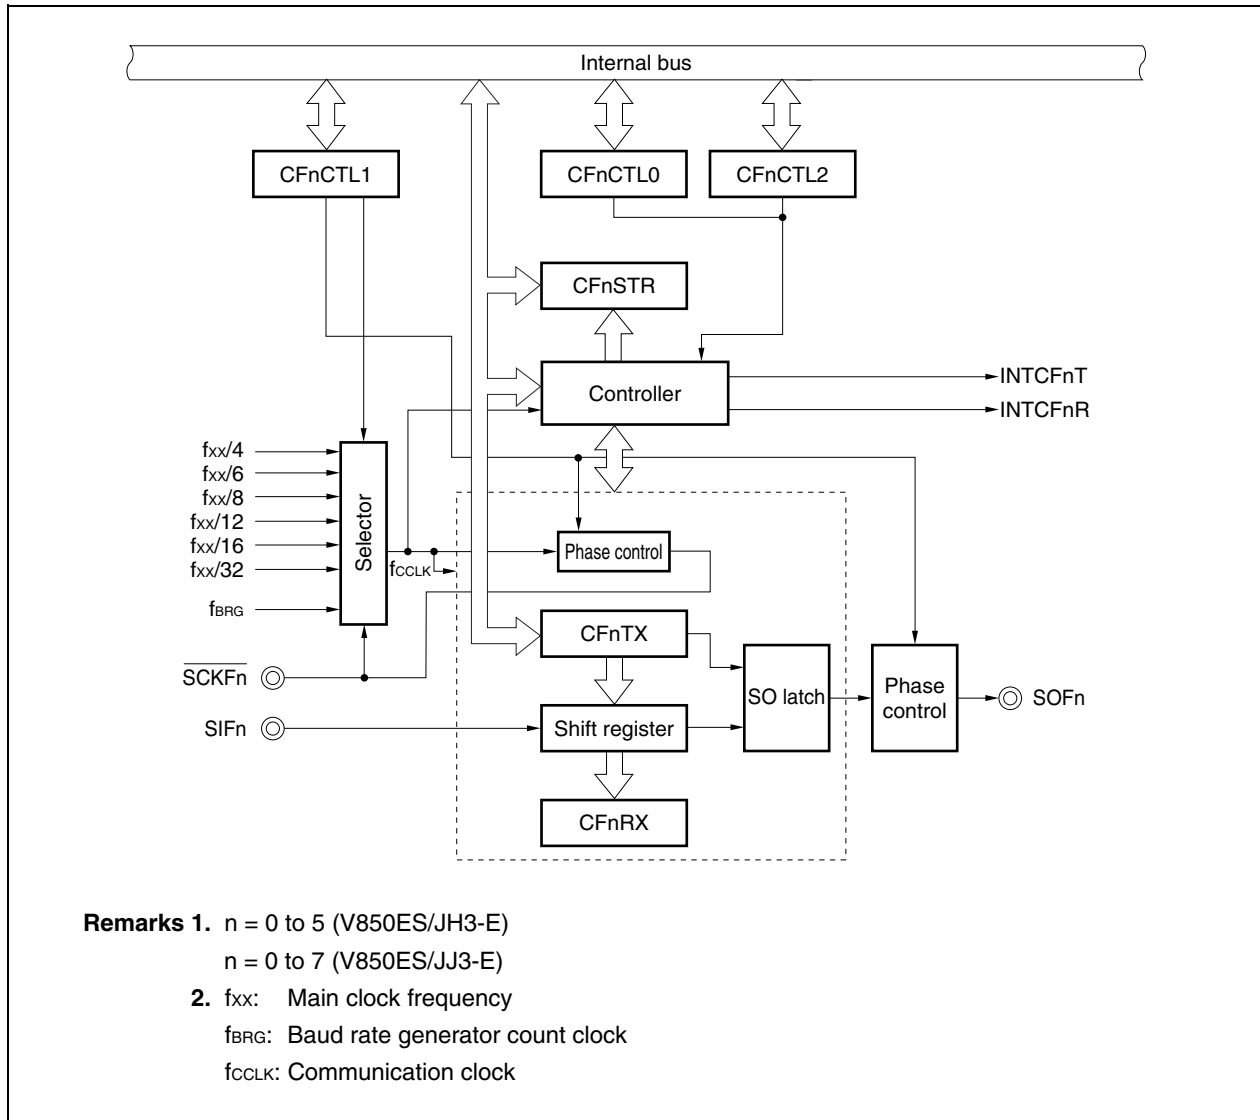 Internal bus
CFnCTL1
CFnCTL0
CFnCTL2
CFnSTR
Controller
INTCFnT
INTCFnR
fxx/4
fxx/6
fxx/8
fxx/12
fxx/16
fxx/32
fBRG
Selector
fCCLK
Phase control
SCKFn
SIFn
CFnTX
Shift register
CFnRX
SO latch
Phase
control
SOFn
Remarks 1. n = 0 to 5 (V850ES/JH3-E)
n = 0 to 7 (V850ES/JJ3-E)
2. fxx: Main clock frequency
fBRG: Baud rate generator count clock
fCCLK: Communication clock